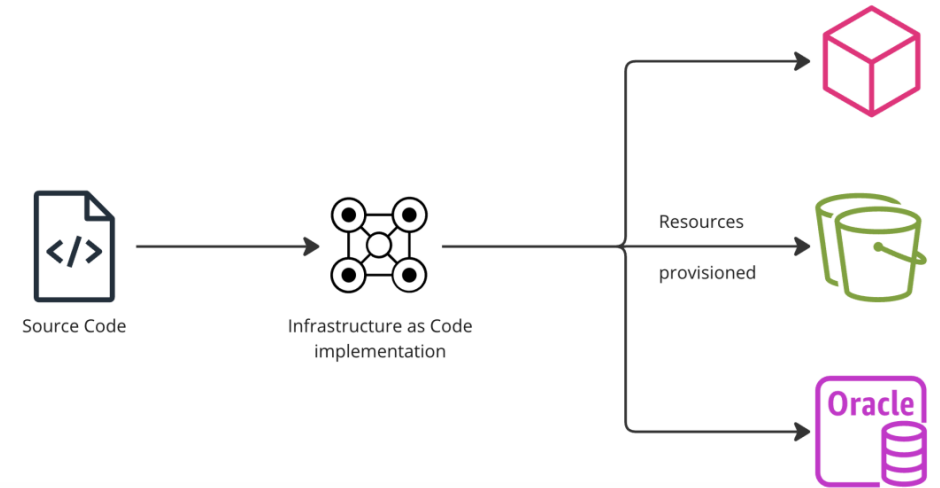 </>
Source Code
Infrastructure as Code
implementation
Resources
provisioned
Oracle